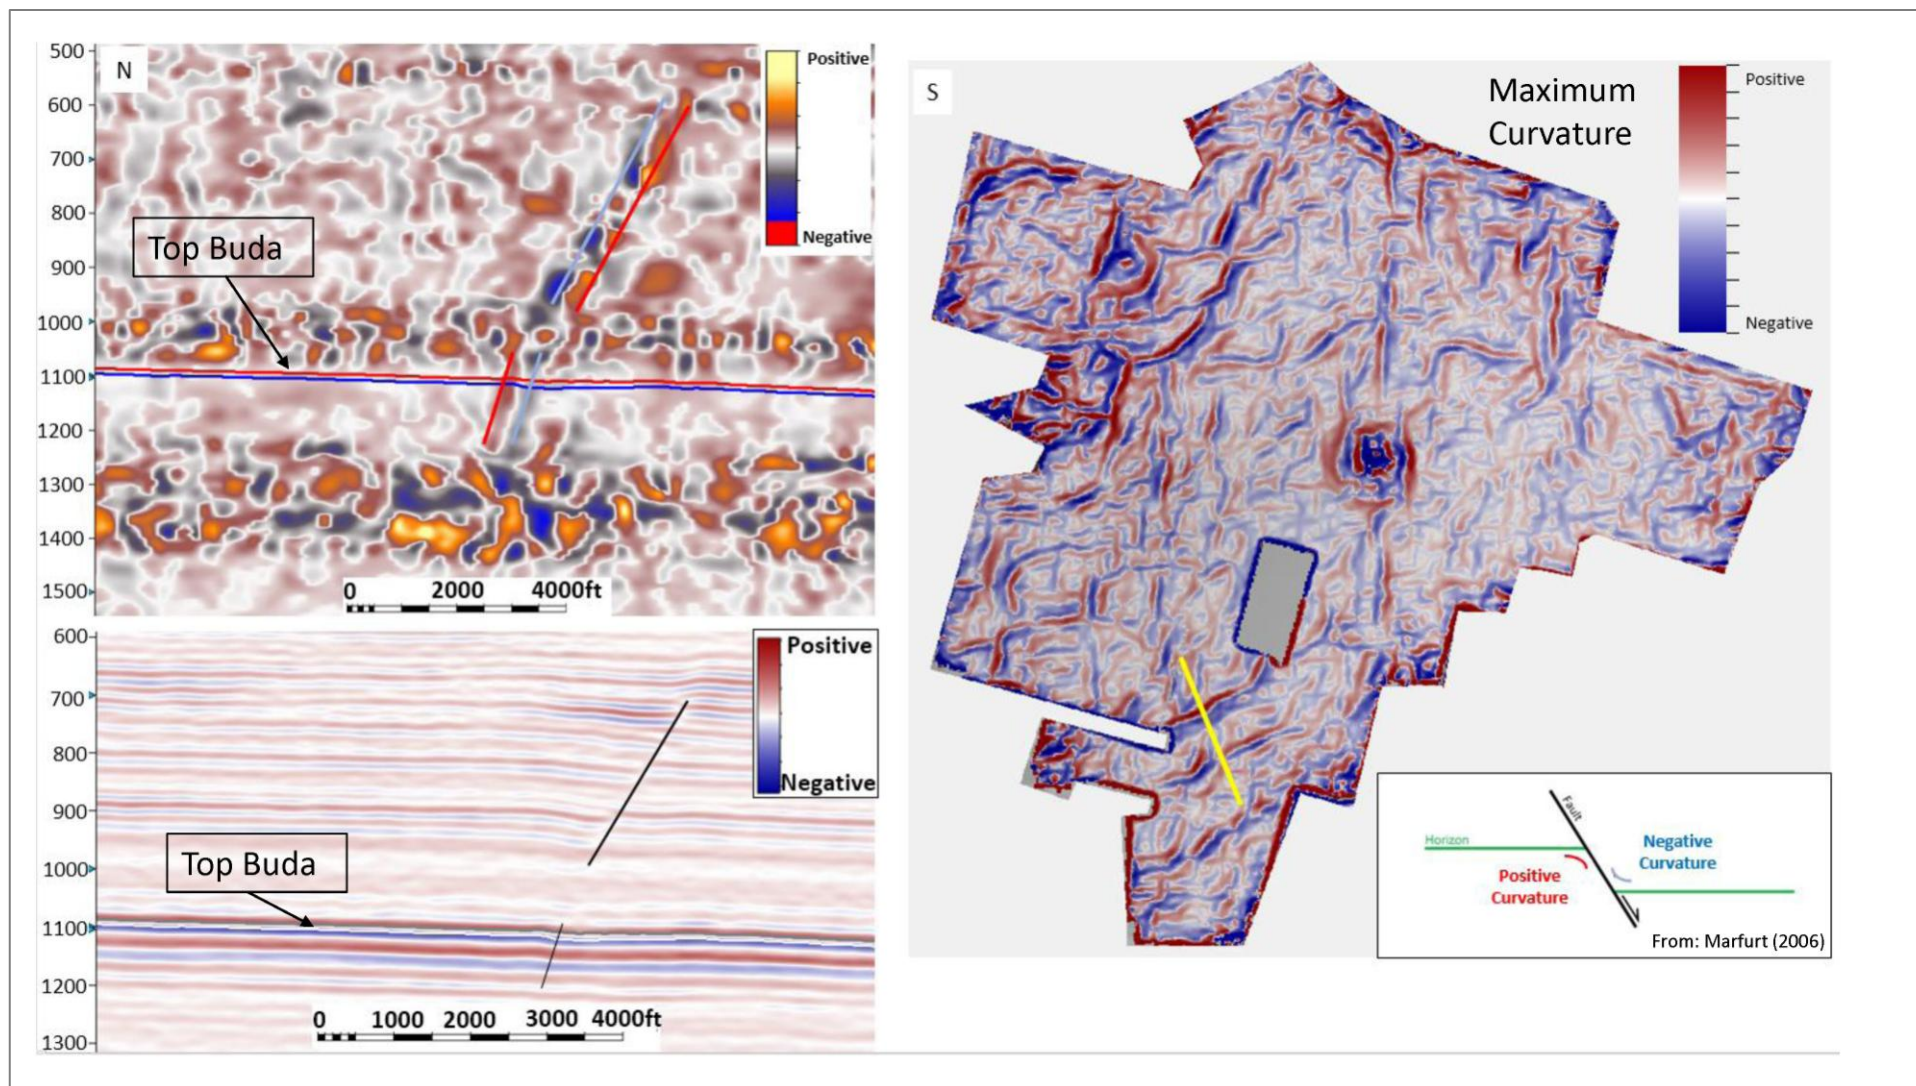 N
500
600
700
800
900
1000
1100
1200
1300
1400
1500
Positive
Negative
Top Buda
0 2000 4000ft
600
700
800
900
1000
1100
1200
1300
Positive
Negative
Top Buda
0 1000 2000 3000 4000ft
S
Maximum
Curvature
Positive
Negative
Fault
Horizon
Negative
Curvature
Positive
Curvature
From: Marfurt (2006)